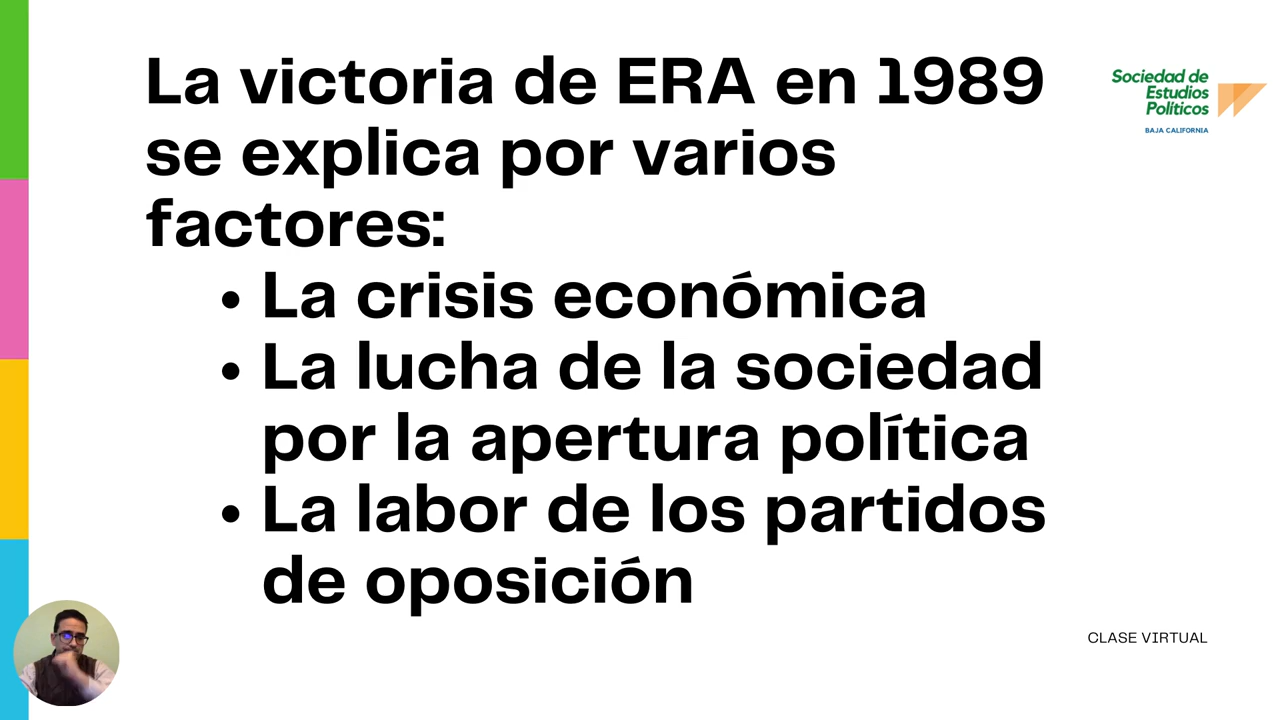 La victoria de ERA en 1989
se explica por varios
factores:
• La crisis económica
• La lucha de la sociedad
por la apertura política
• La labor de los partidos
de oposición
Sociedad de
Estudios
Políticos
BAJA CALIFORNIA
CLASE VIRTUAL